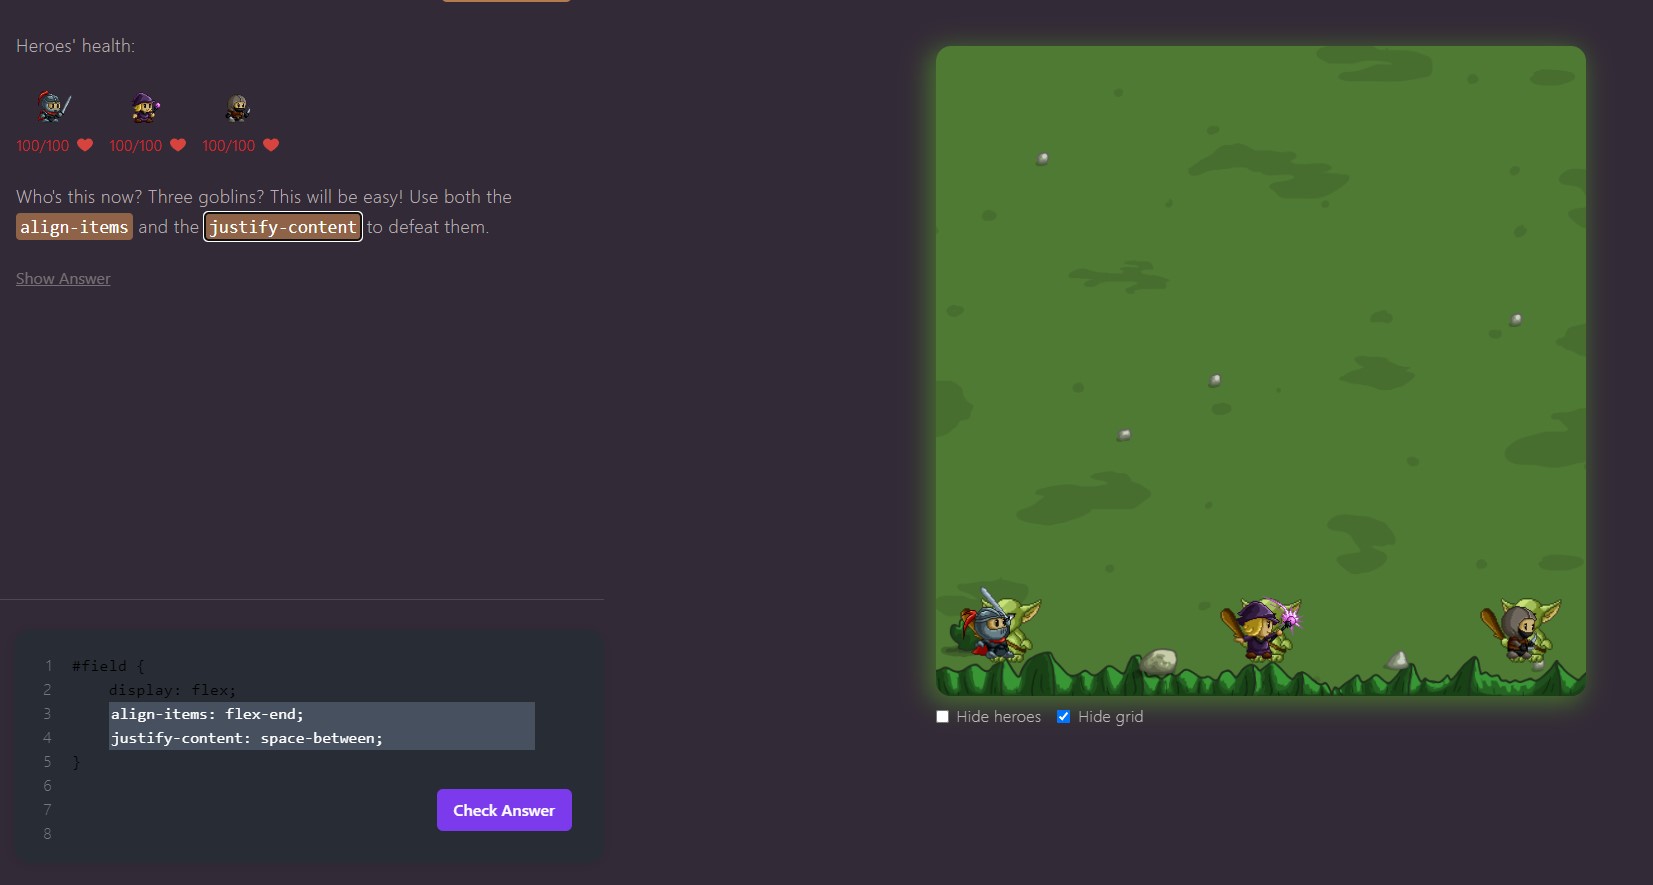 Heroes' health:
100/100 100/100 100/100
Who's this now? Three goblins? This will be easy! Use both the
align-items and the justify-content to defeat them.
Show Answer
1 #field {
2 display: flex;
3 align-items: flex-end;
4 justify-content: space-between;
5 }
6
7
8
Check Answer
Hide heroes Hide grid